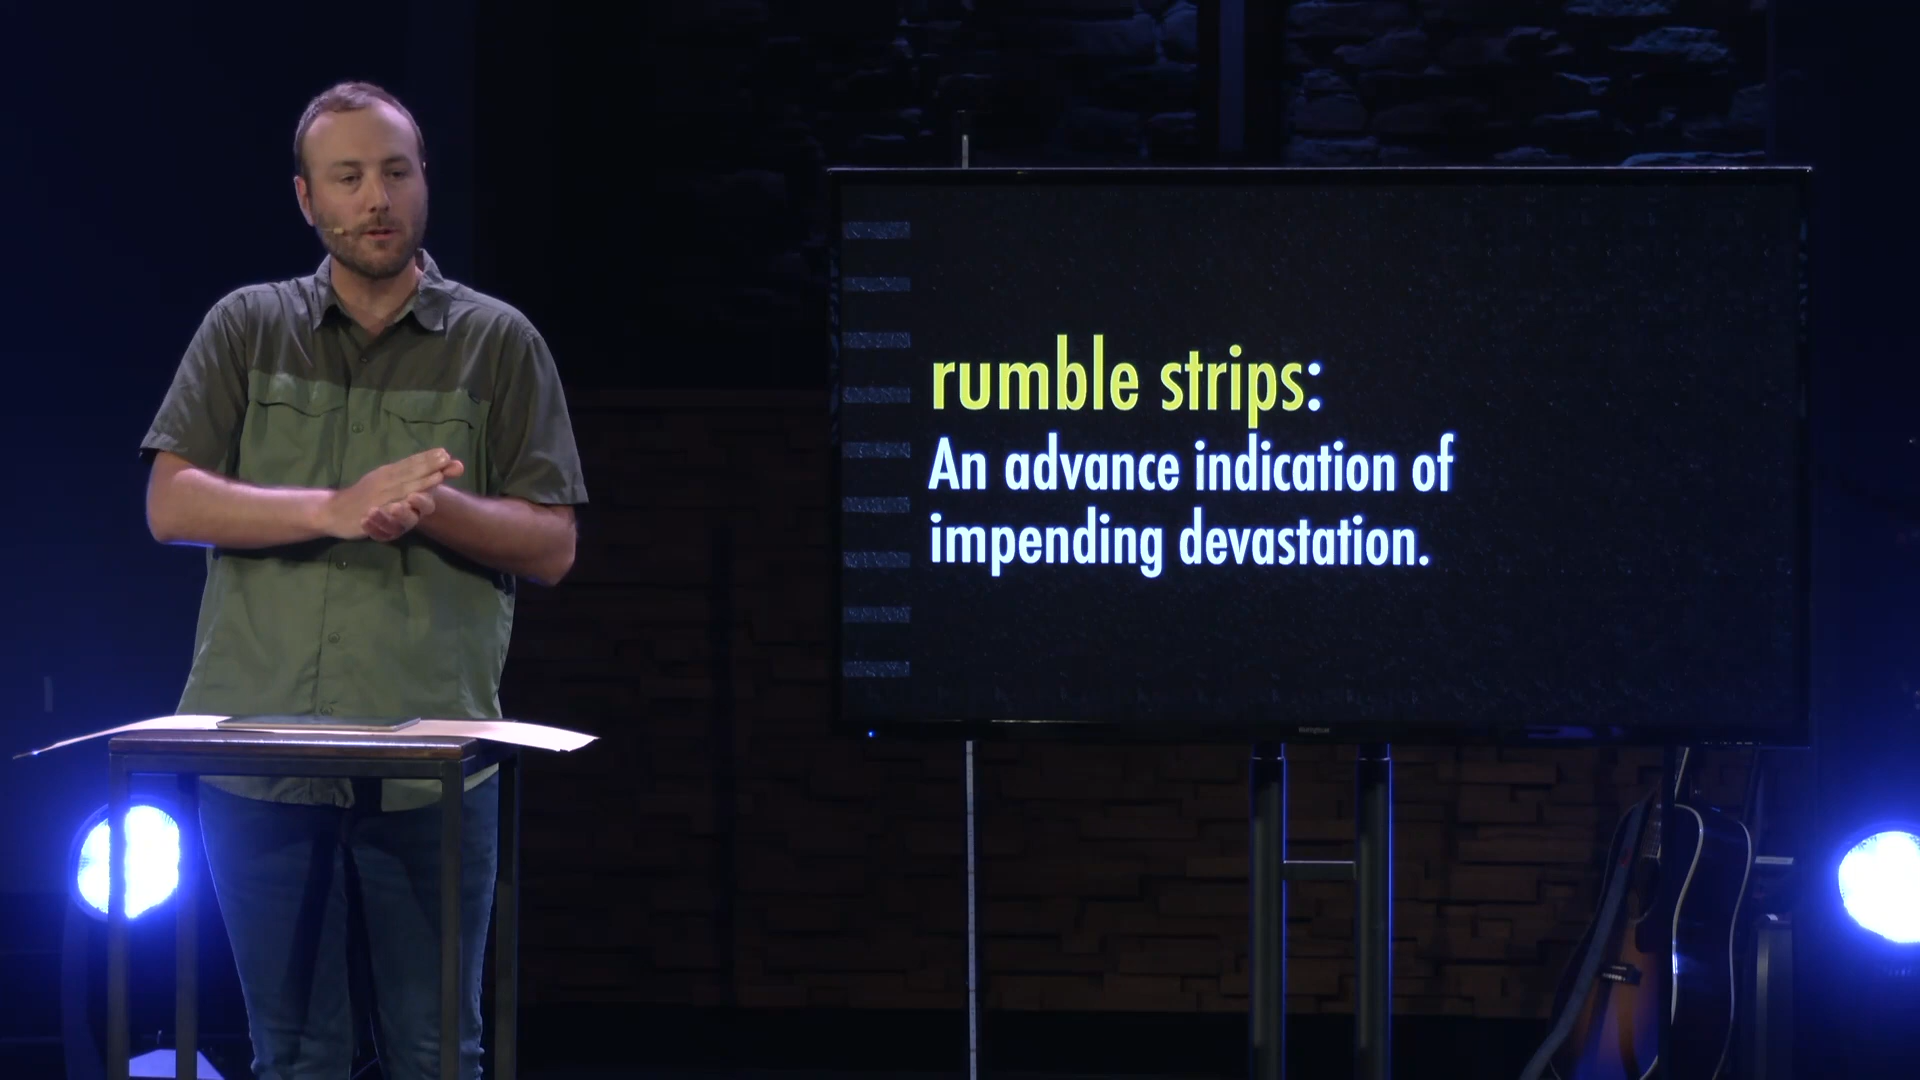 rumble strips:
An advance indication of
impending devastation.